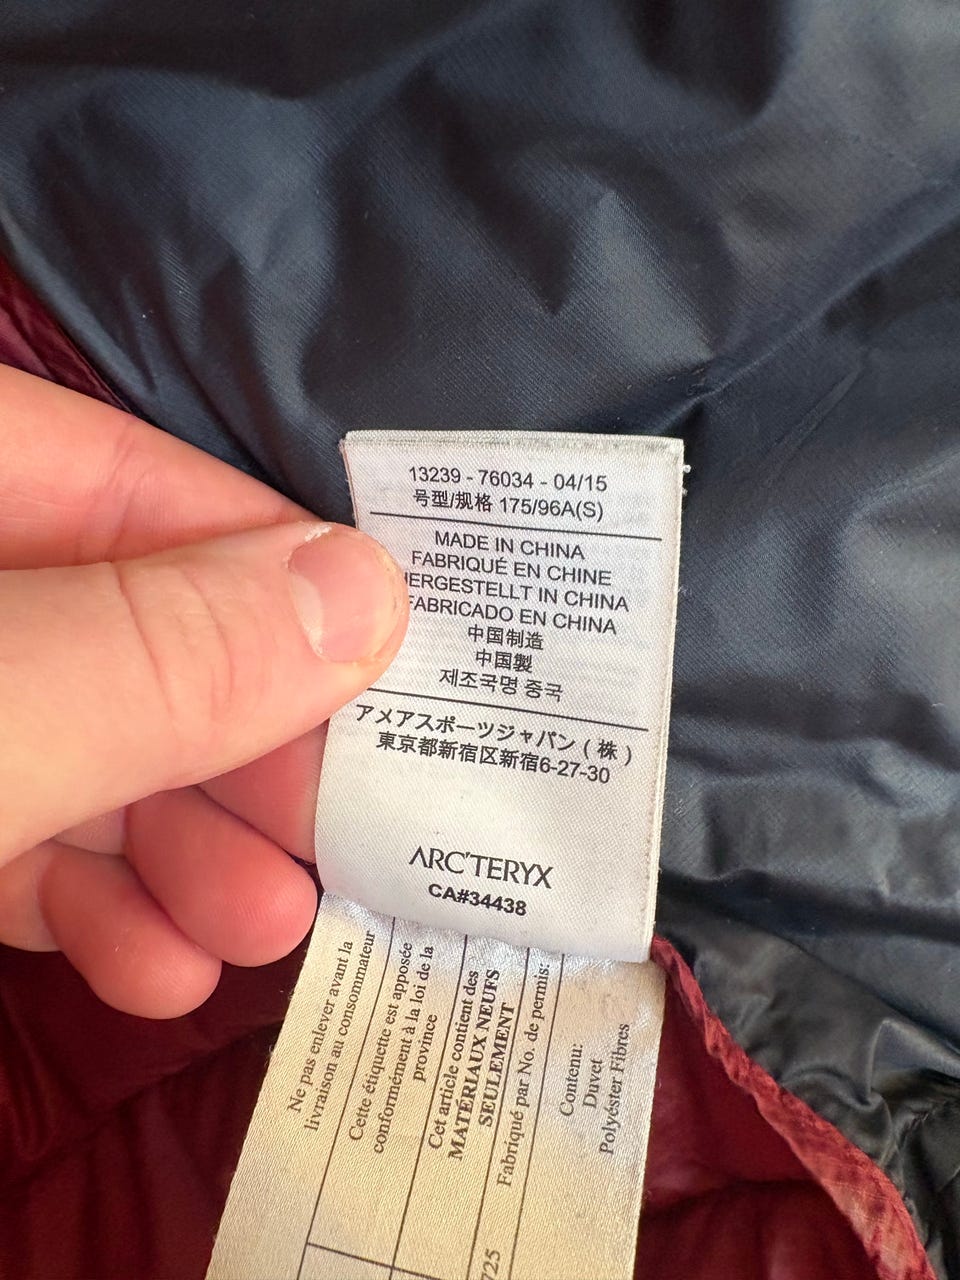 13239 - 76034 - 04/15
号型/规格 175/96A(S)
MADE IN CHINA
FABRIQUÉ EN CHINE
HERGESTELLT IN CHINA
FABRICADO EN CHINA
中国制造
中国製
제조국명 중국
アメアスポーツジャパン ( 株 )
東京都新宿区新宿6-27-30
ARC'TERYX
CA#34438
Ne pas enlever avant la
livraison au consommateur
Cette étiquette est apposée
conformément à la loi de la
province
Cet article contient des
MATÉRIAUX NEUFS
SEULEMENT
Fabriqué par No. de permis:
Contenu:
Duvet
Polyéster Fibres